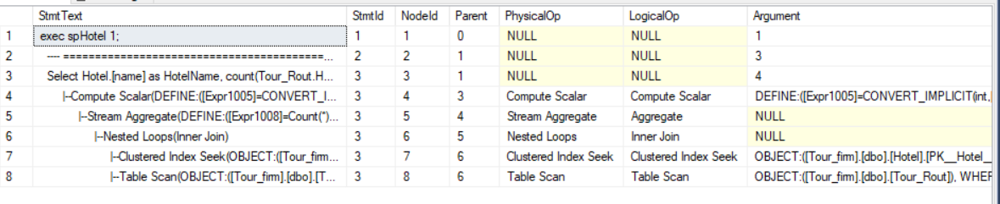 StmtText StmtId NodeId Parent PhysicalOp LogicalOp Argument
1 exec spHotel 1; 1 1 0 NULL NULL 1
2 ---- =========================================... 2 2 1 NULL NULL 3
3 Select Hotel.[name] as HotelName, count(Tour_Rout.H... 3 3 1 NULL NULL 4
4 |--Compute Scalar(DEFINE:([Expr1005]=CONVERT_I... 3 4 3 Compute Scalar Compute Scalar DEFINE:([Expr1005]=CONVERT_IMPLICIT(int,[
5 |--Stream Aggregate(DEFINE:([Expr1008]=Count(*)... 3 5 4 Stream Aggregate Aggregate NULL
6 |--Nested Loops(Inner Join) 3 6 5 Nested Loops Inner Join NULL
7 |--Clustered Index Seek(OBJECT:([Tour_firm... 3 7 6 Clustered Index Seek Clustered Index Seek OBJECT:([Tour_firm].[dbo].[Hotel].[PK__Hotel__
8 |--Table Scan(OBJECT:([Tour_firm].[dbo].[T... 3 8 6 Table Scan Table Scan OBJECT:([Tour_firm].[dbo].[Tour_Rout]), WHER